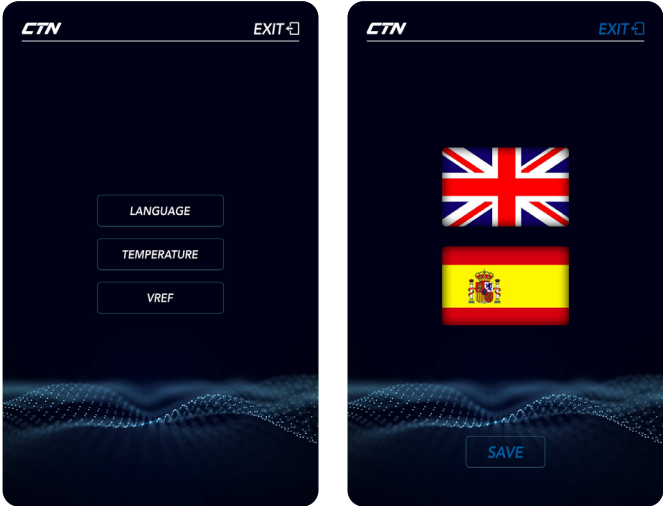 CTN
EXIT
LANGUAGE
TEMPERATURE
VREF
CTN
EXIT
SAVE